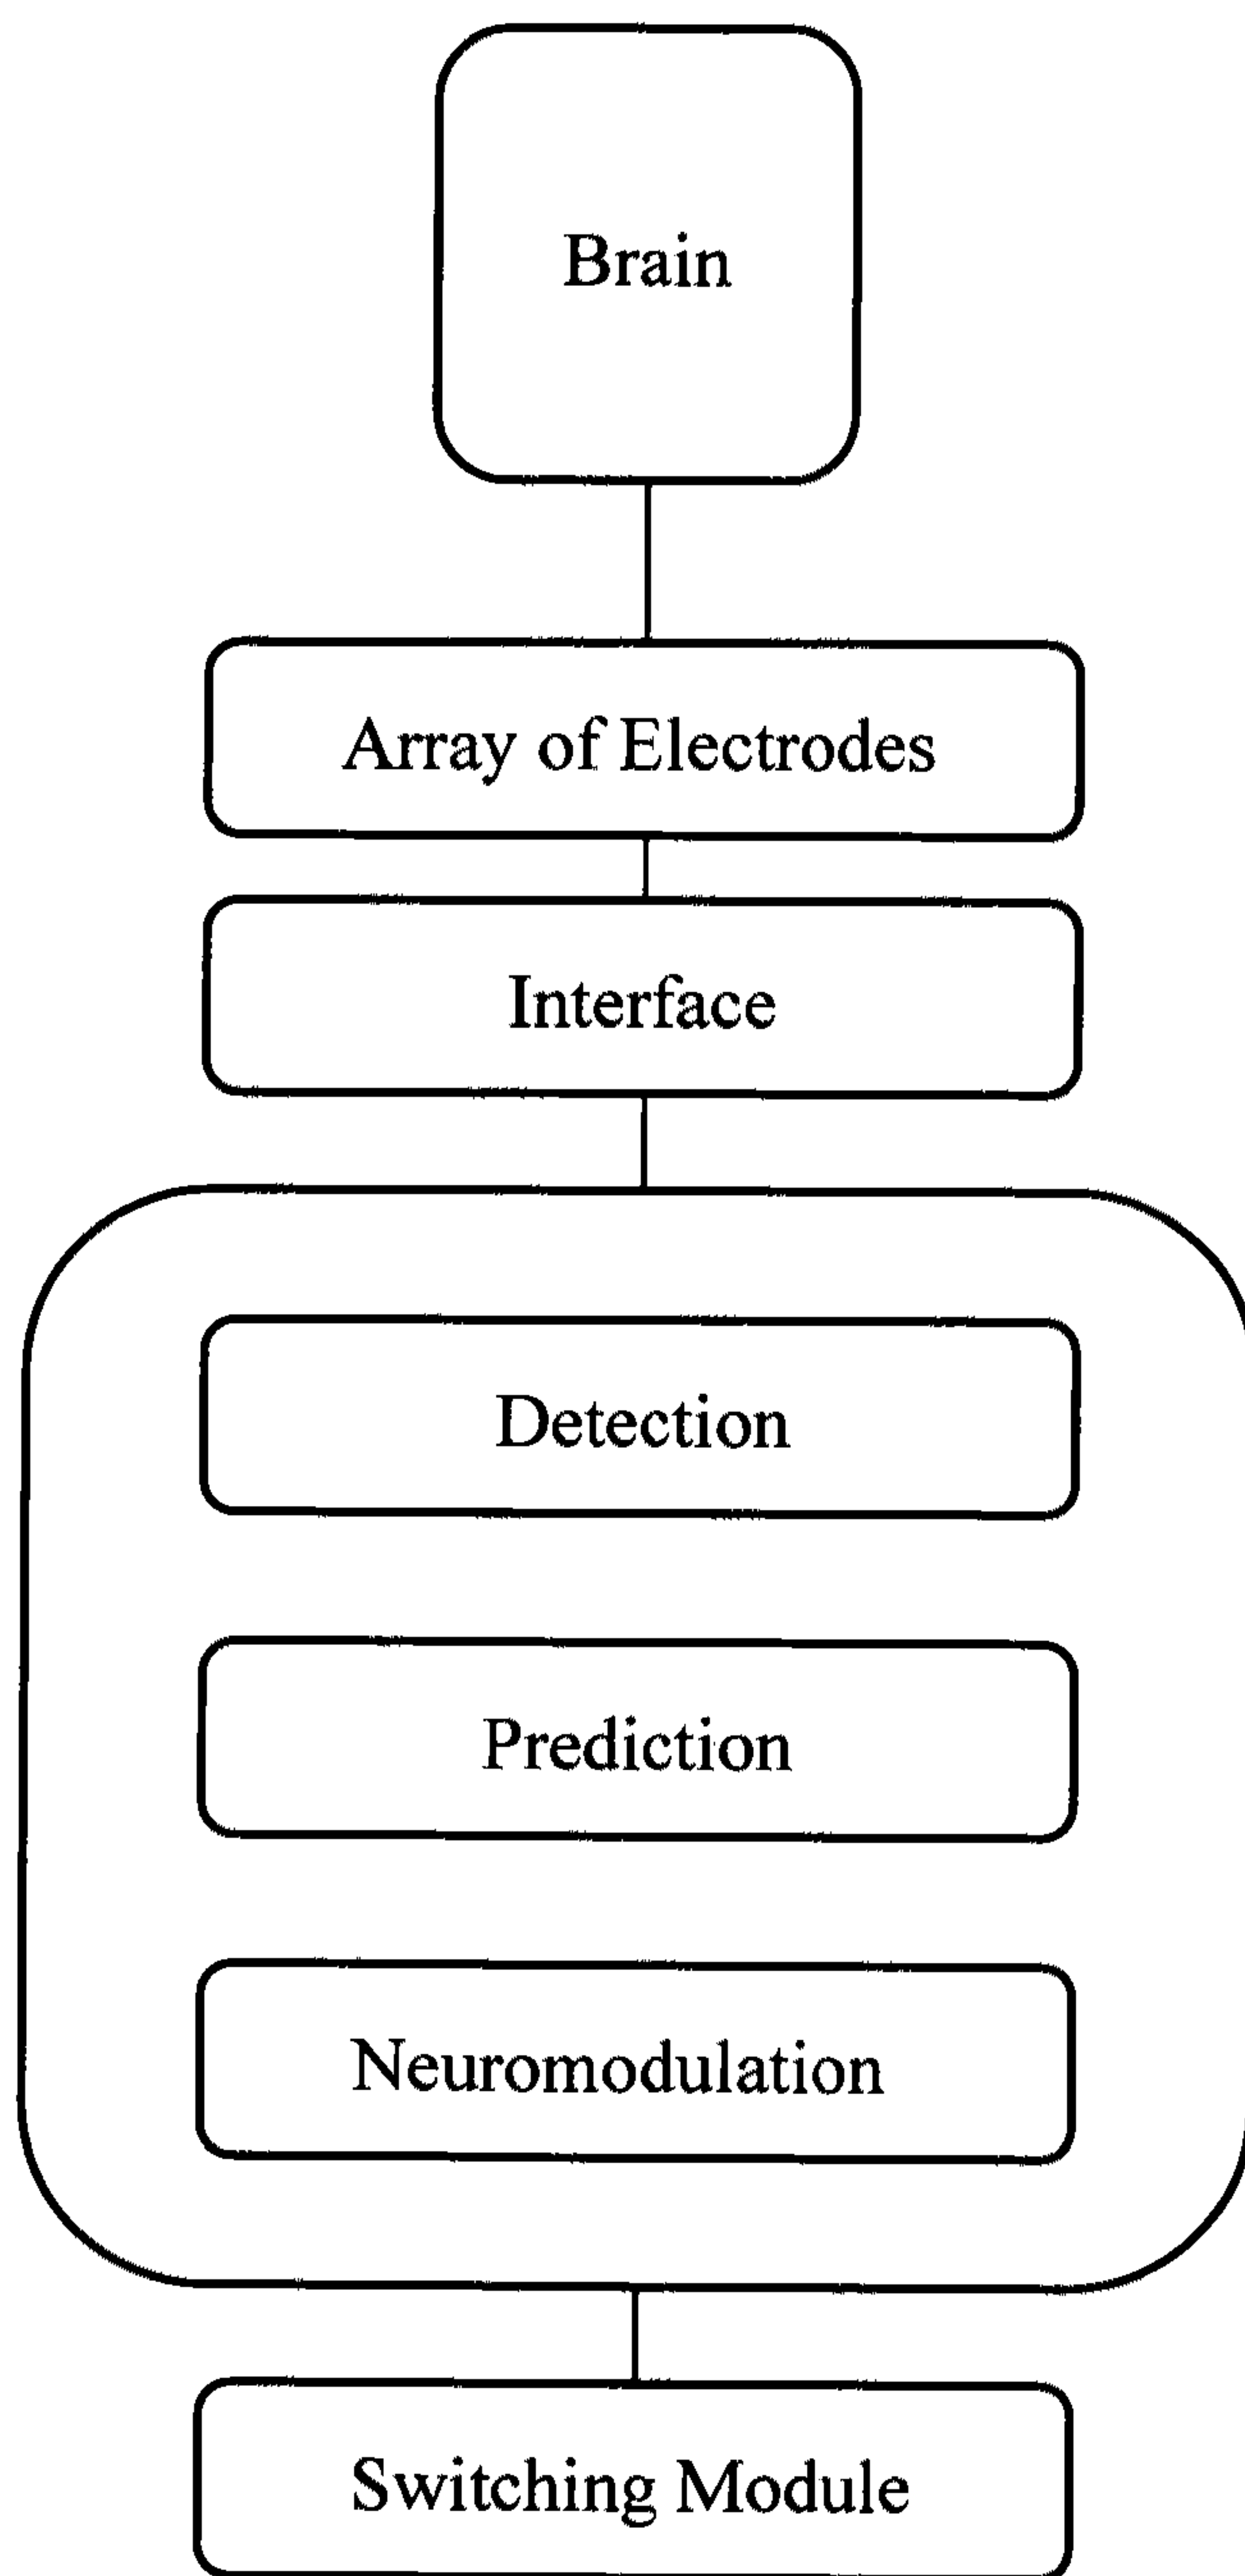 Brain
Array of Electrodes
Interface
Detection
Prediction
Neuromodulation
Switching Module